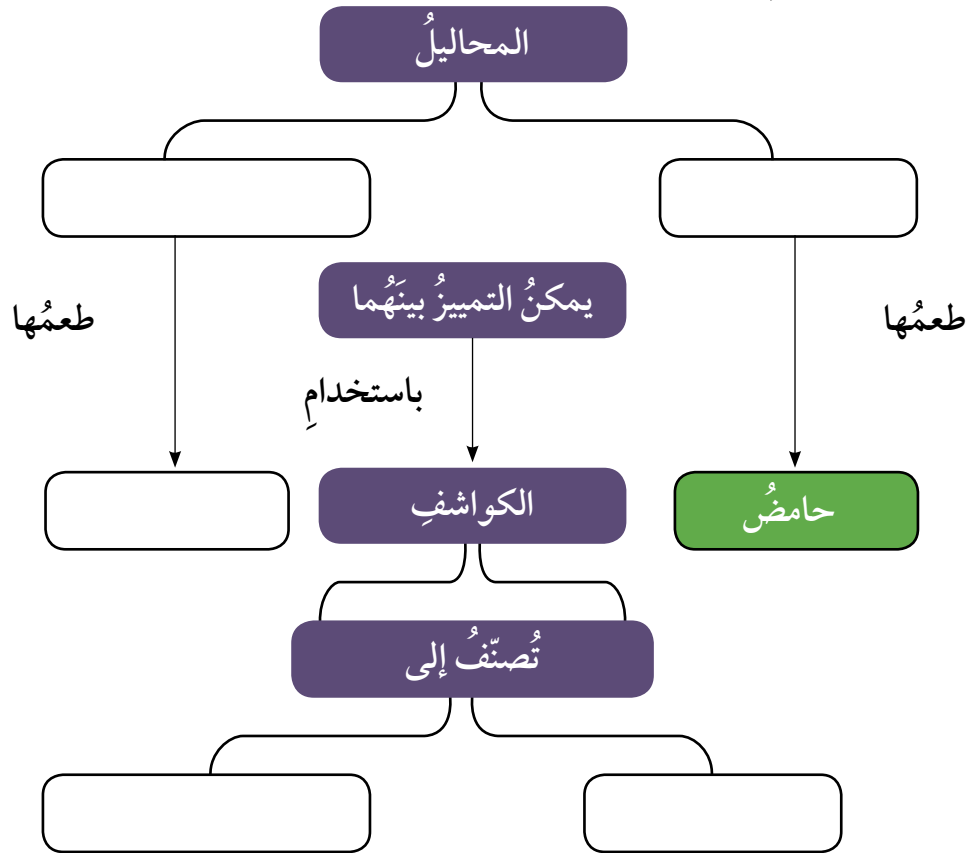 المحاليلُ
يمكنُ التمييزُ بينَهُما
طعمُها
طعمُها
باستخدامِ
حامضُ
الكواشفِ
تُصنّفُ إلى